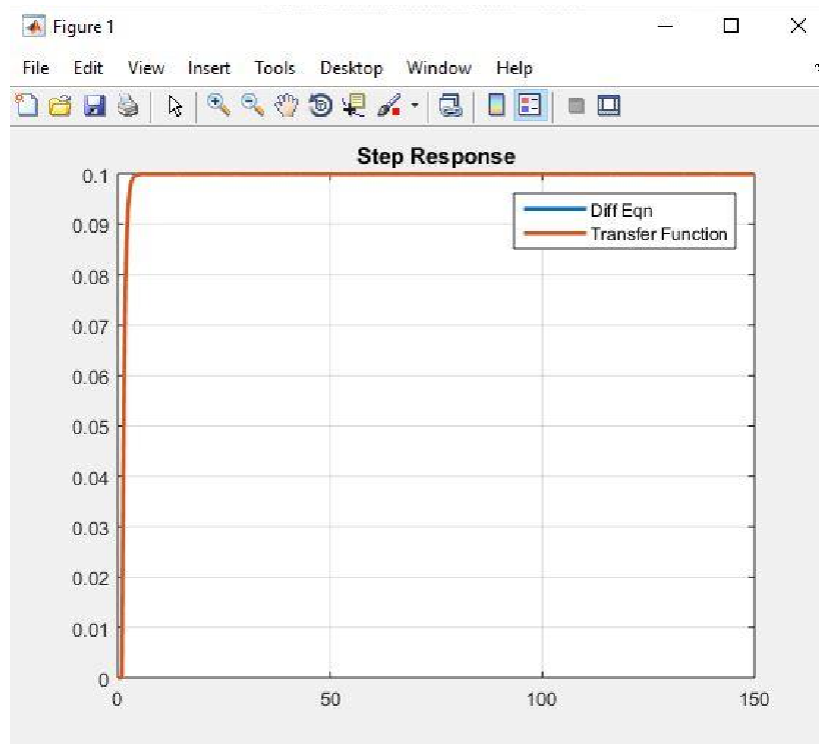 Figure 1
File Edit View Insert Tools Desktop Window Help
Step Response
0.1
0.09
0.08
0.07
0.06
0.05
0.04
0.03
0.02
0.01
0
Diff Eqn
Transfer Function
0 50 100 150